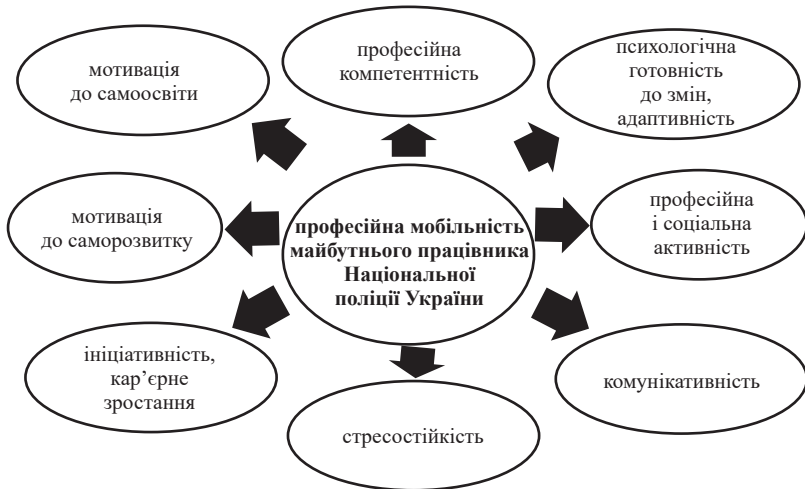 мотивація
до самоосвіти
професійна
компетентність
психологічна
готовність
до змін,
адаптивність
мотивація
до саморозвитку
професійна мобільність
майбутнього працівника
Національної
поліції України
професійна
і соціальна
активність
ініціативність,
кар’єрне
зростання
стресостійкість
комунікативність